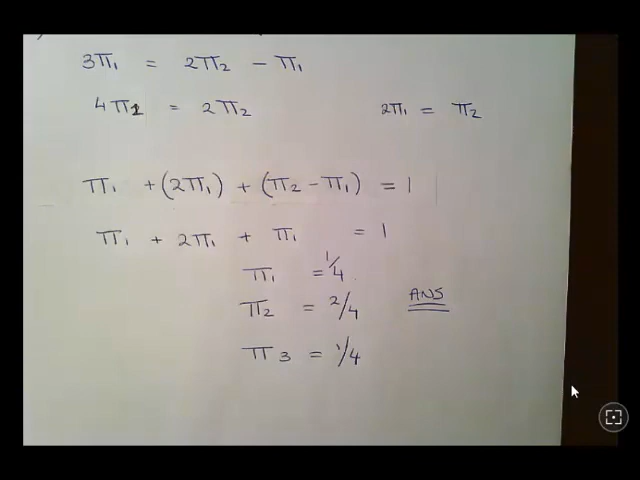 3π₁ = 2π₂ − π₁
4π₂ = 2π₂ 2π₁ = π₂
π₁ + (2π₁) + (π₂ − π₁) = 1
π₁ + 2π₁ + π₁ = 1
π₁ = 1/4
π₂ = 2/4 ANS
π₃ = 1/4